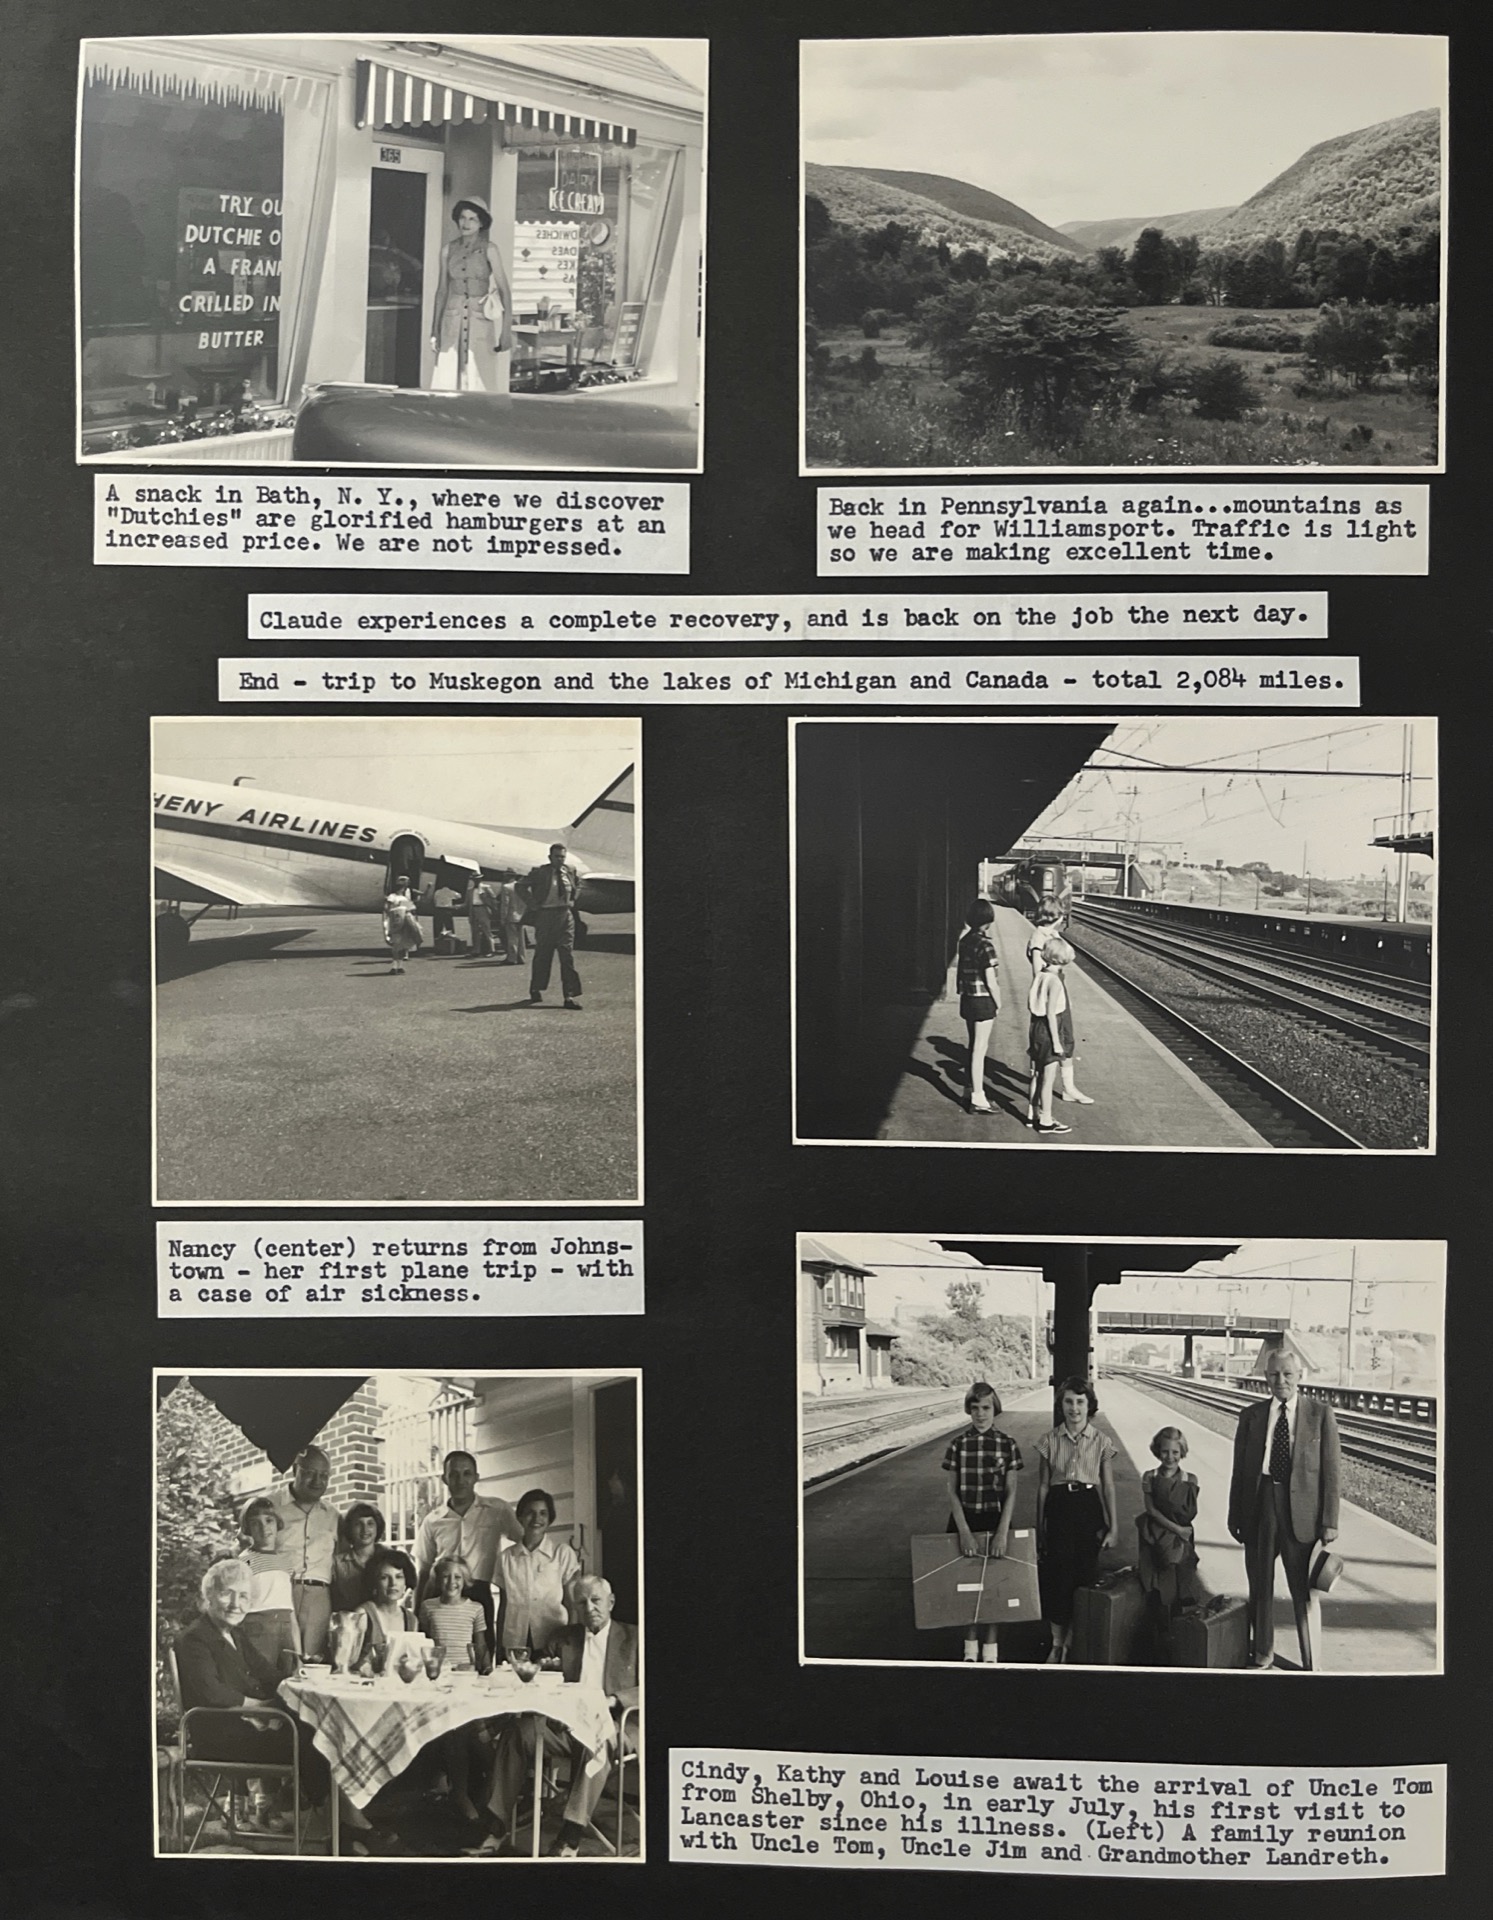 TRY OU
DUTCHIE O
A FRAN
GRILLED IN
BUTTER
365
DAIRY
ICE CREAM
A snack in Bath, N. Y., where we discover
"Dutchies" are glorified hamburgers at an
increased price. We are not impressed.
Back in Pennsylvania again...mountains as
we head for Williamsport. Traffic is light
so we are making excellent time.
Claude experiences a complete recovery, and is back on the job the next day.
End - trip to Muskegon and the lakes of Michigan and Canada - total 2,084 miles.
HENY AIRLINES
Nancy (center) returns from Johns-
town - her first plane trip - with
a case of air sickness.
Cindy, Kathy and Louise await the arrival of Uncle Tom
from Shelby, Ohio, in early July, his first visit to
Lancaster since his illness. (Left) A family reunion
with Uncle Tom, Uncle Jim and Grandmother Landreth.